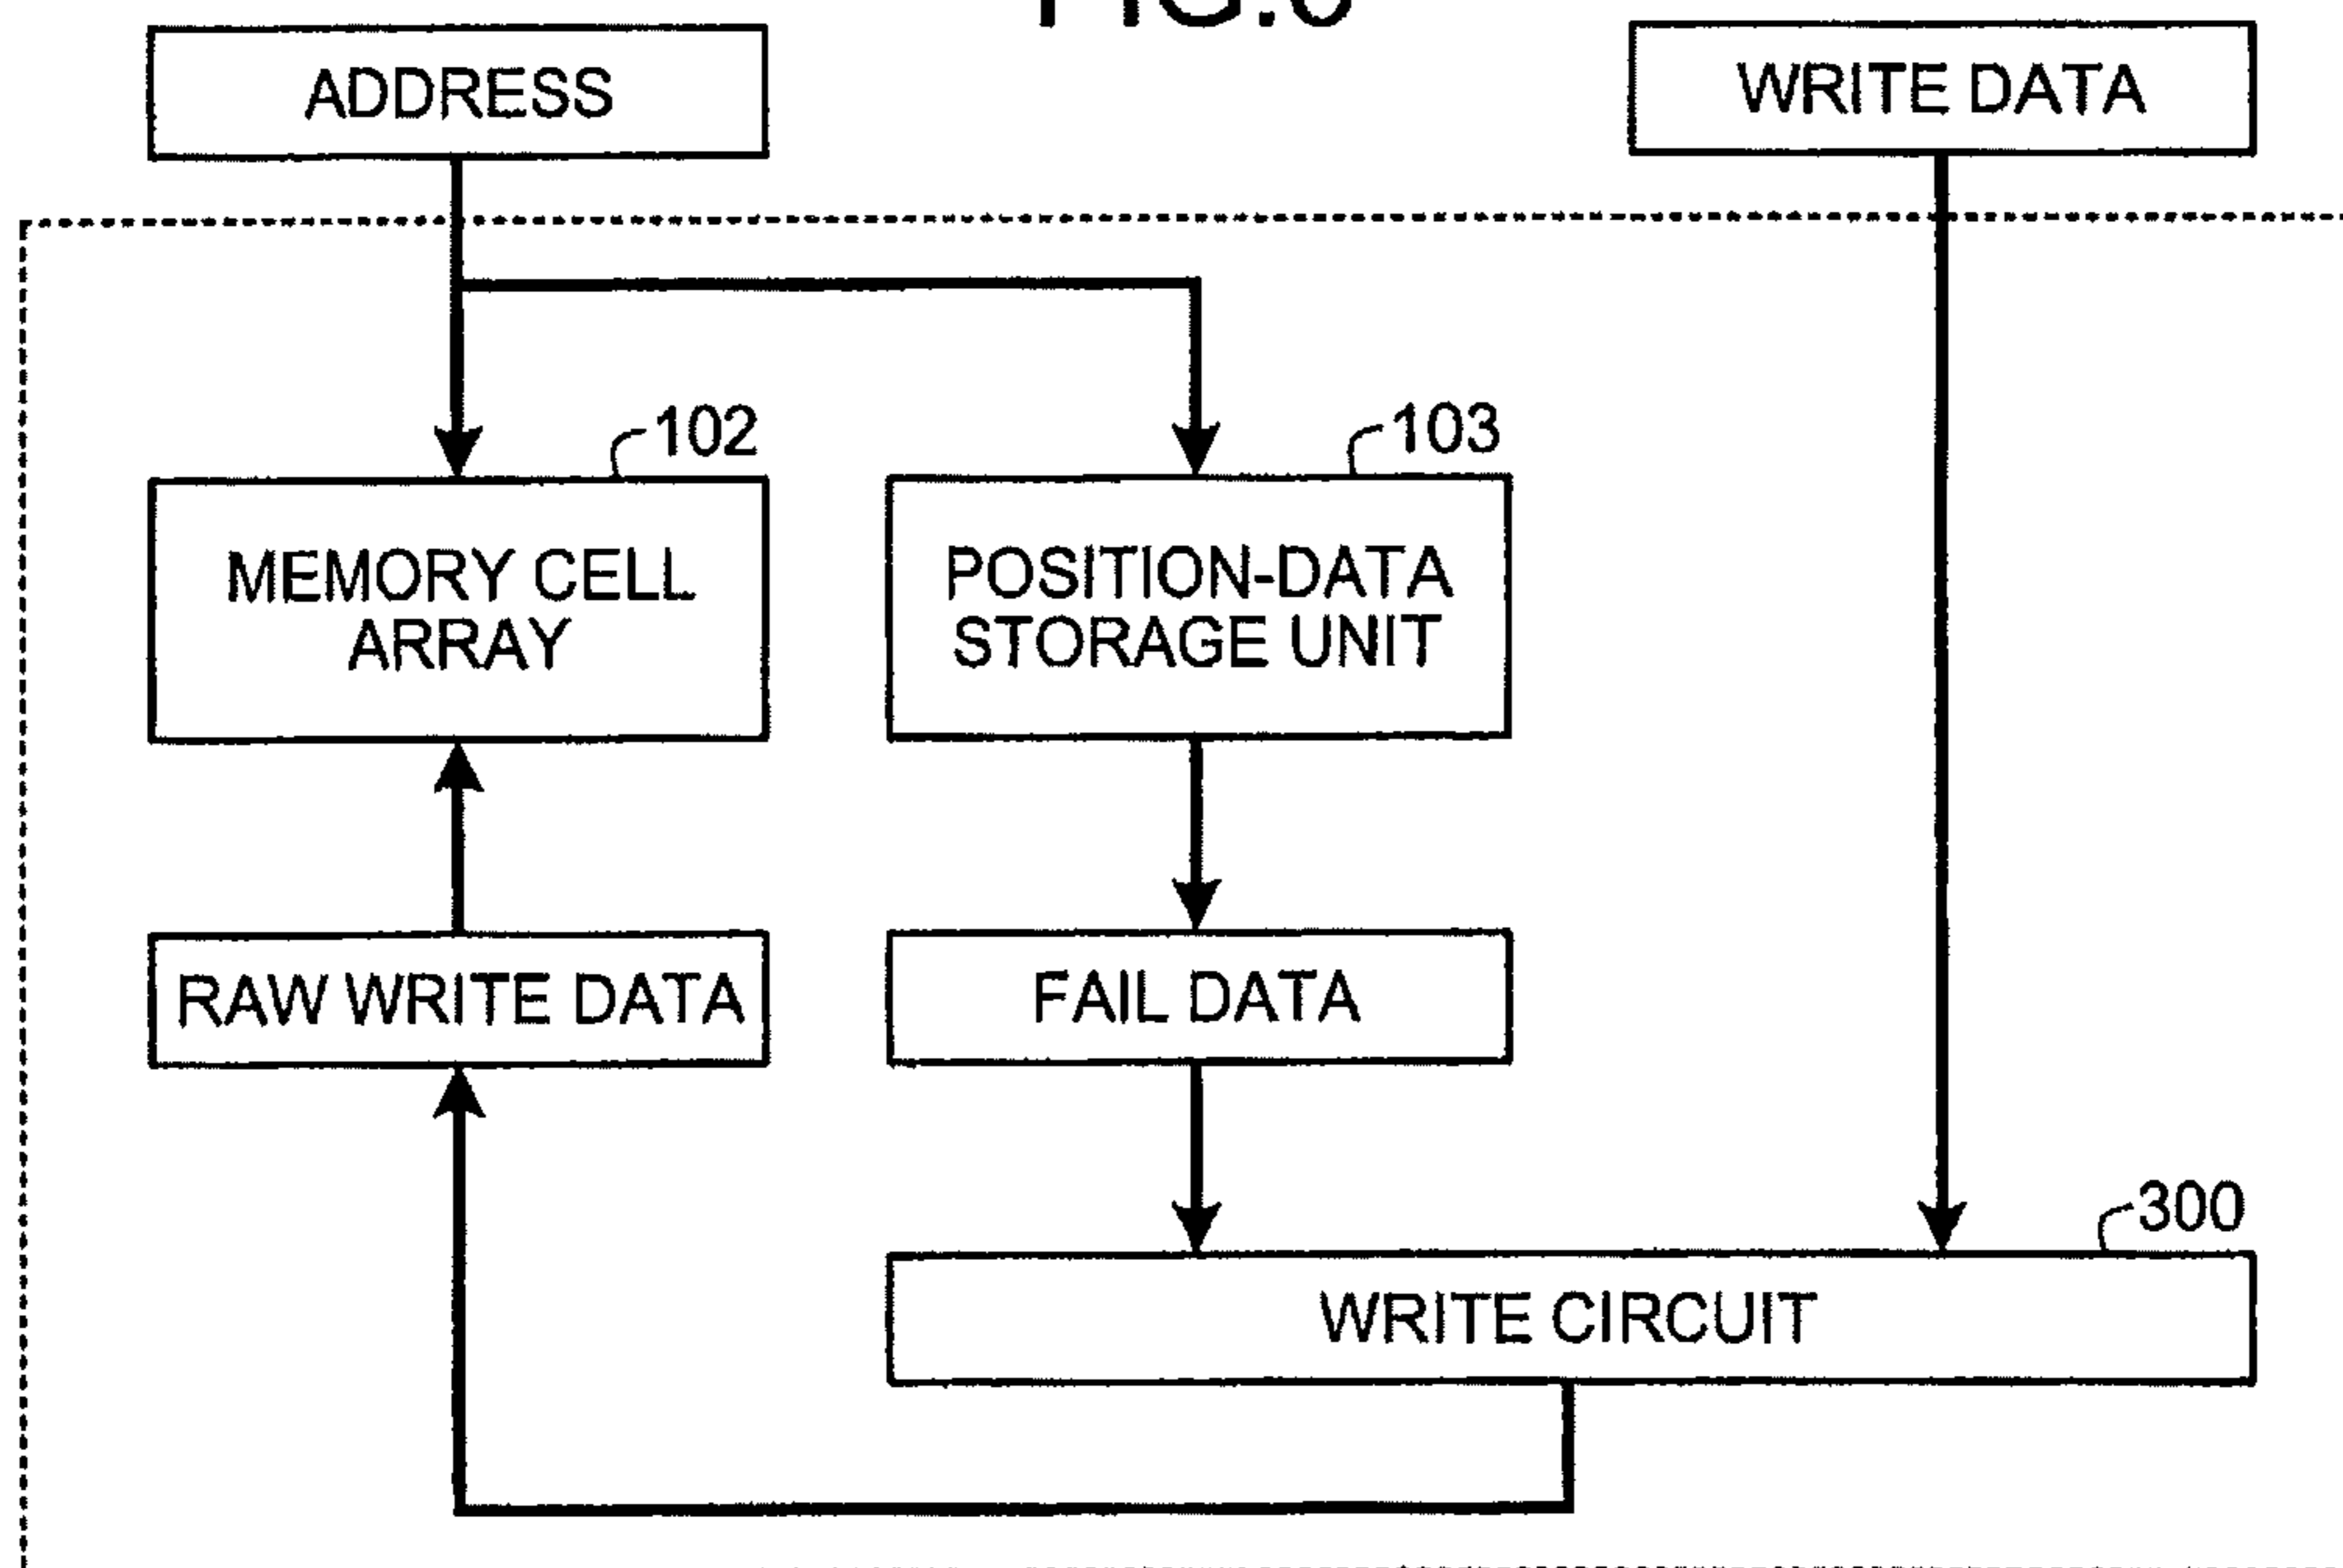 ADDRESS
WRITE DATA
102
103
MEMORY CELL
ARRAY
POSITION-DATA
STORAGE UNIT
RAW WRITE DATA
FAIL DATA
300
WRITE CIRCUIT